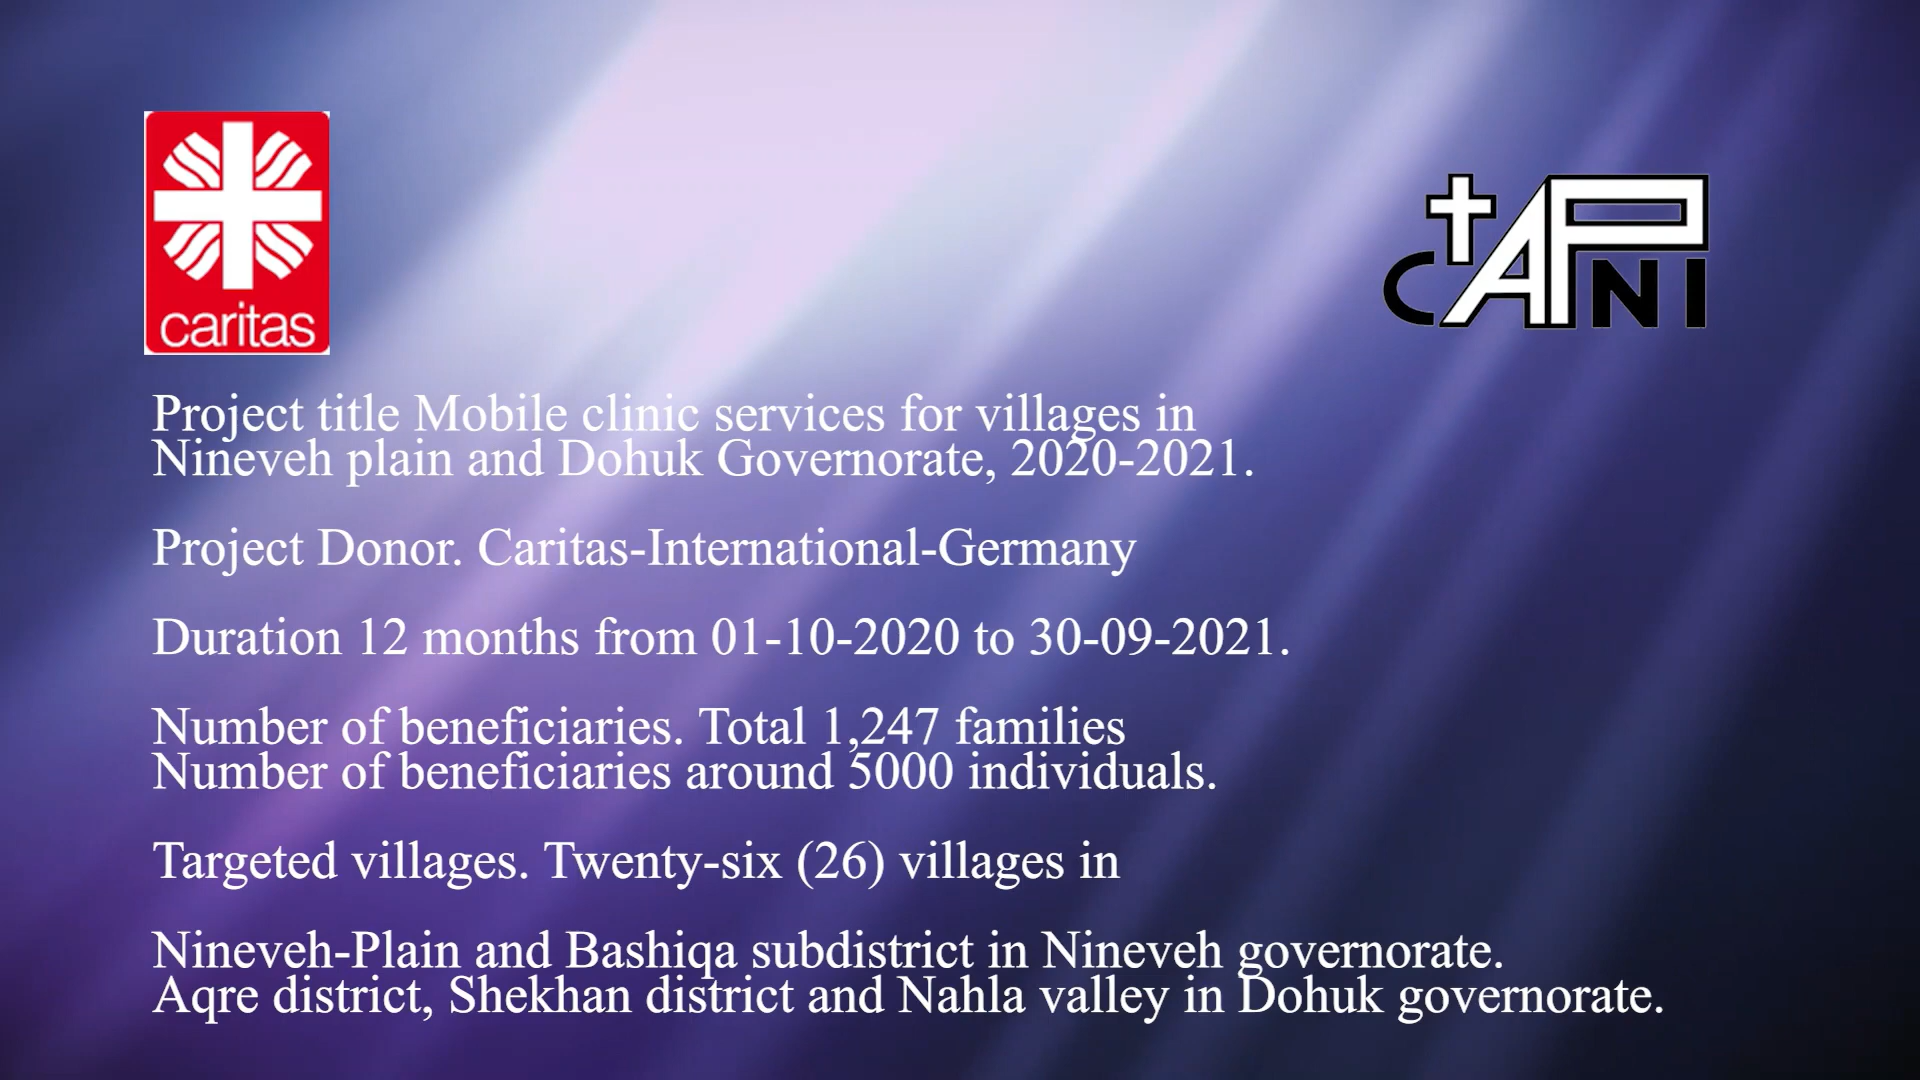 caritas
CAPNI
Project title Mobile clinic services for villages in
Nineveh plain and Dohuk Governorate, 2020-2021.
Project Donor. Caritas-International-Germany
Duration 12 months from 01-10-2020 to 30-09-2021.
Number of beneficiaries. Total 1,247 families
Number of beneficiaries around 5000 individuals.
Targeted villages. Twenty-six (26) villages in
Nineveh-Plain and Bashiqa subdistrict in Nineveh governorate.
Aqre district, Shekhan district and Nahla valley in Dohuk governorate.